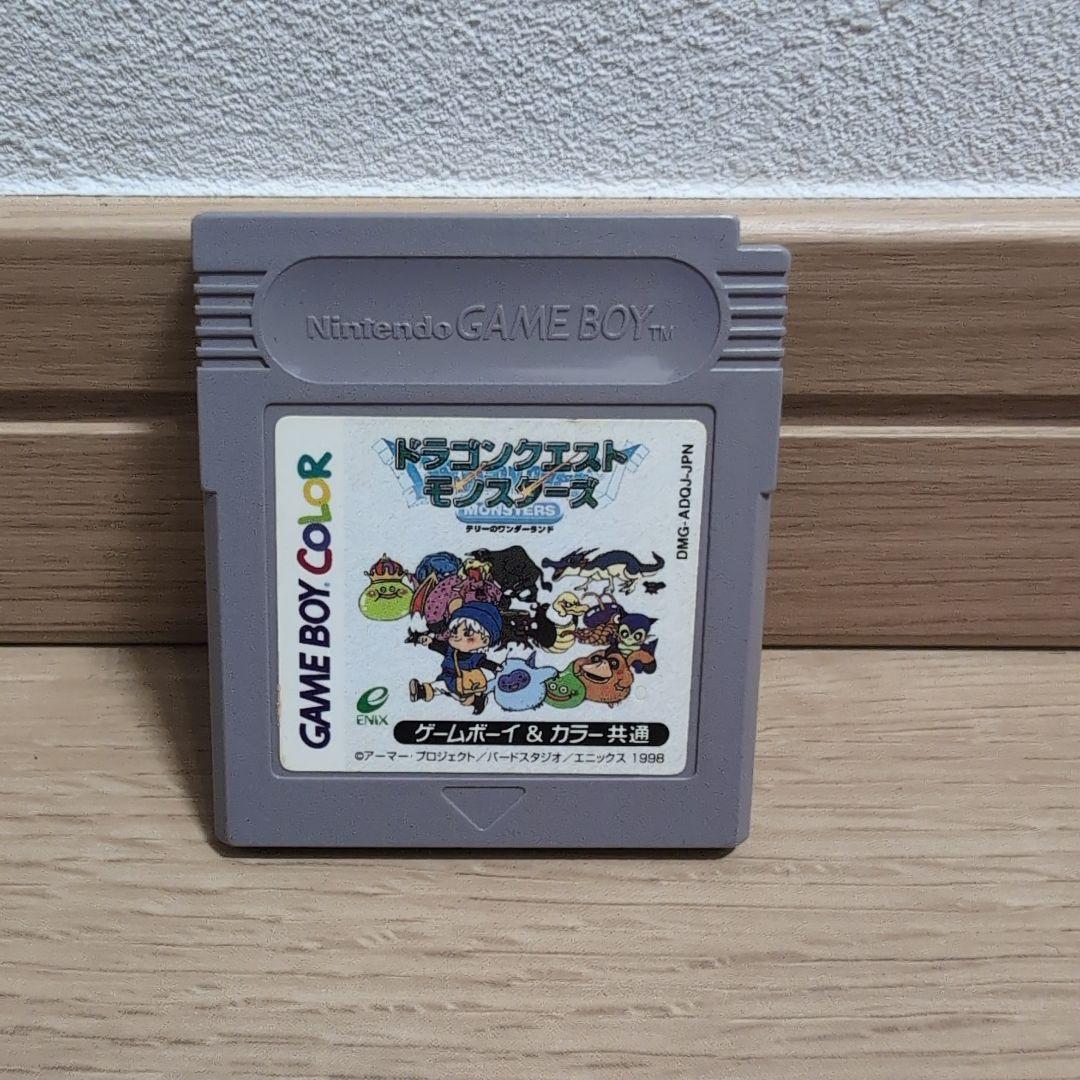 Nintendo GAME BOY™
GAME BOY COLOR
ドラゴンクエスト
モンスターズ
MONSTERS
テリーのワンダーランド
DMG-ADQJ-JPN
ENIX
ゲームボーイ & カラー共通
©アーマー・プロジェクト／バードスタジオ／エニックス 1998